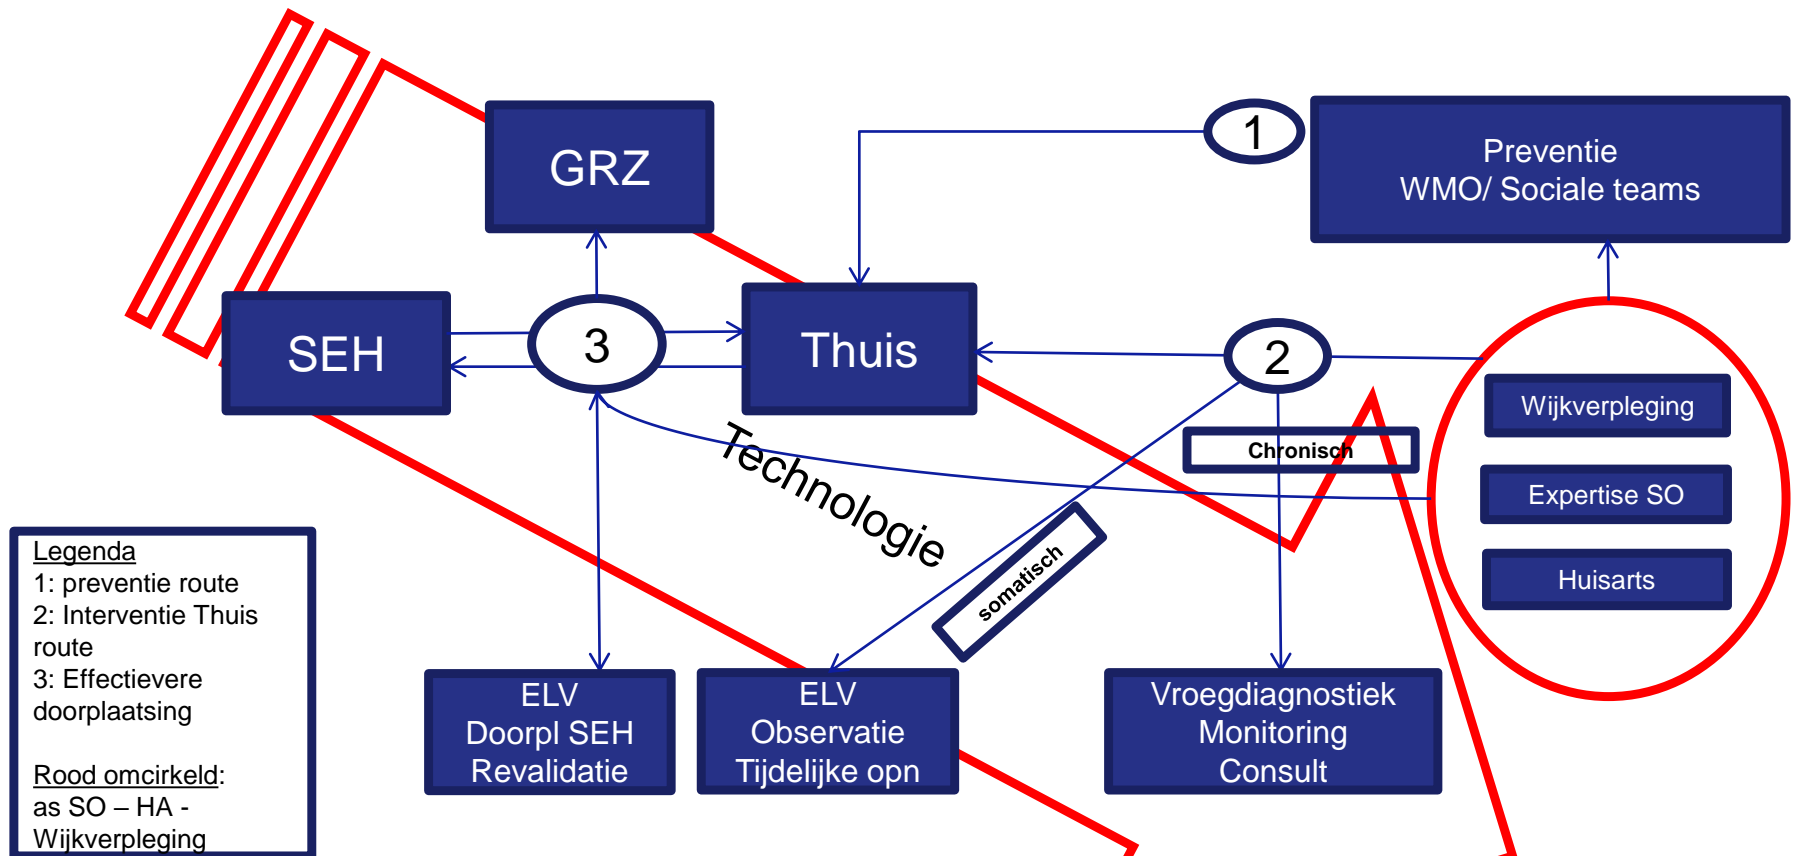 GRZ
1
Preventie
WMO/ Sociale teams
SEH
3
Thuis
2
Wijkverpleging
Chronisch
Technologie
Expertise SO
somatisch
Huisarts
Legenda
1: preventie route
2: Interventie Thuis
route
3: Effectievere
doorplaatsing
Rood omcirkeld:
as SO – HA -
Wijkverpleging
ELV
Doorpl SEH
Revalidatie
ELV
Observatie
Tijdelijke opn
Vroegdiagnostiek
Monitoring
Consult